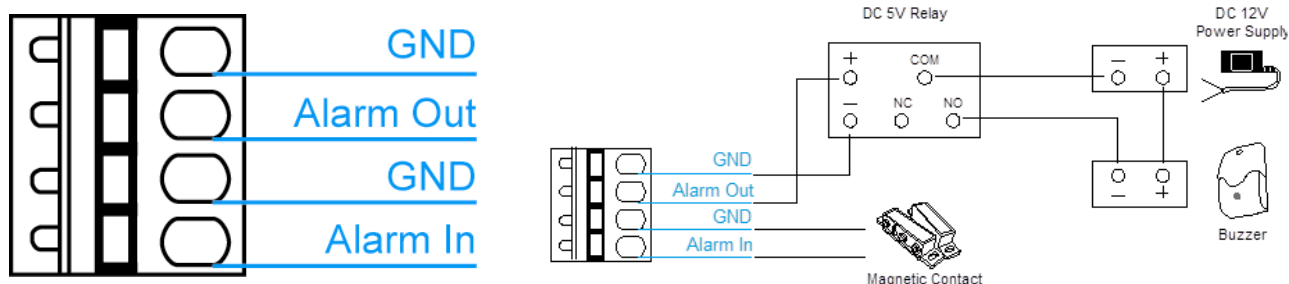 GND
Alarm Out
GND
Alarm In
DC 5V Relay
+
COM
–
NC
NO
DC 12V
Power Supply
–
+
–
+
Buzzer
GND
Alarm Out
GND
Alarm In
Magnetic Contact